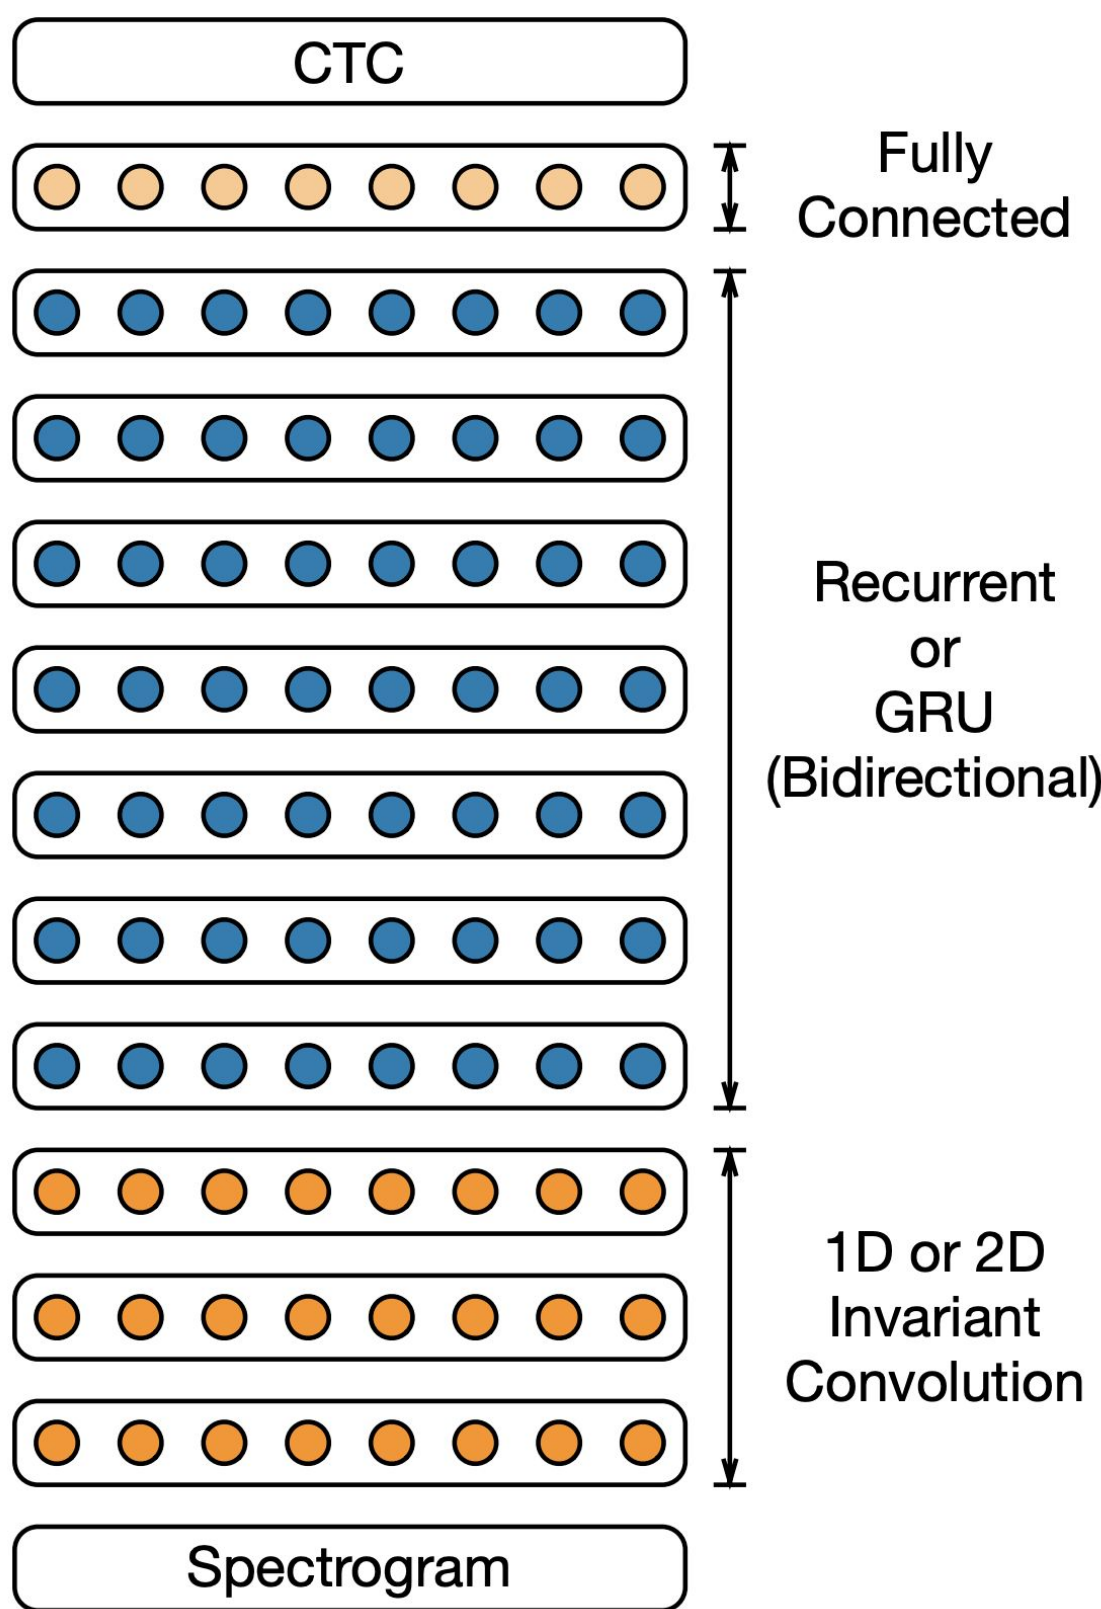 CTC
Fully
Connected
Recurrent
or
GRU
(Bidirectional)
1D or 2D
Invariant
Convolution
Spectrogram